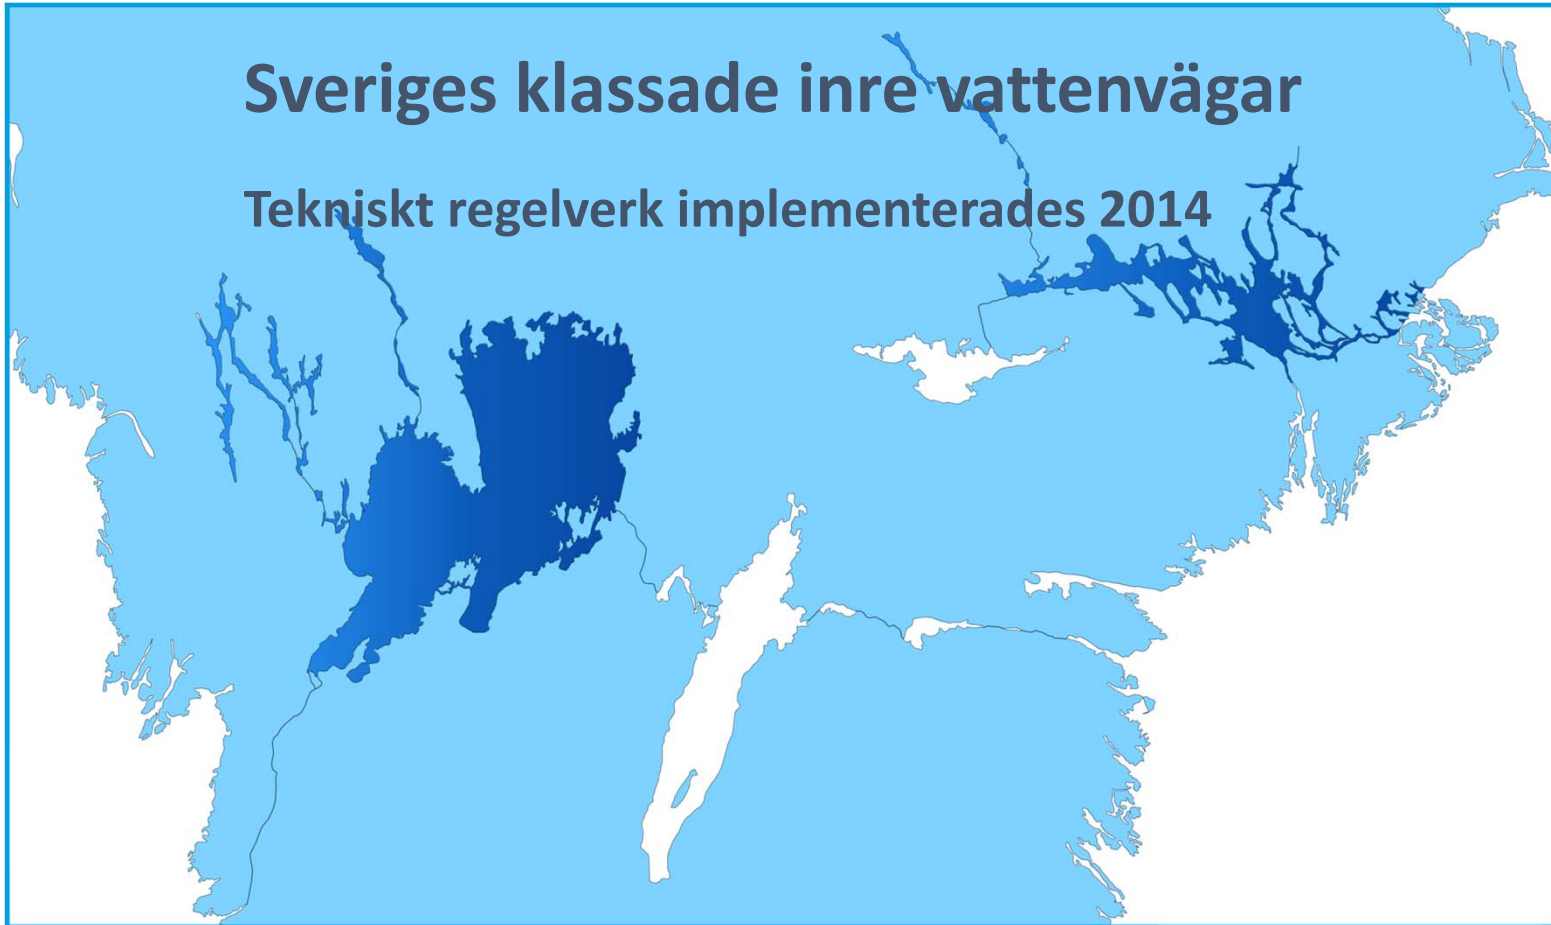 Sveriges klassade inre vattenvägar
Tekniskt regelverk implementerades 2014